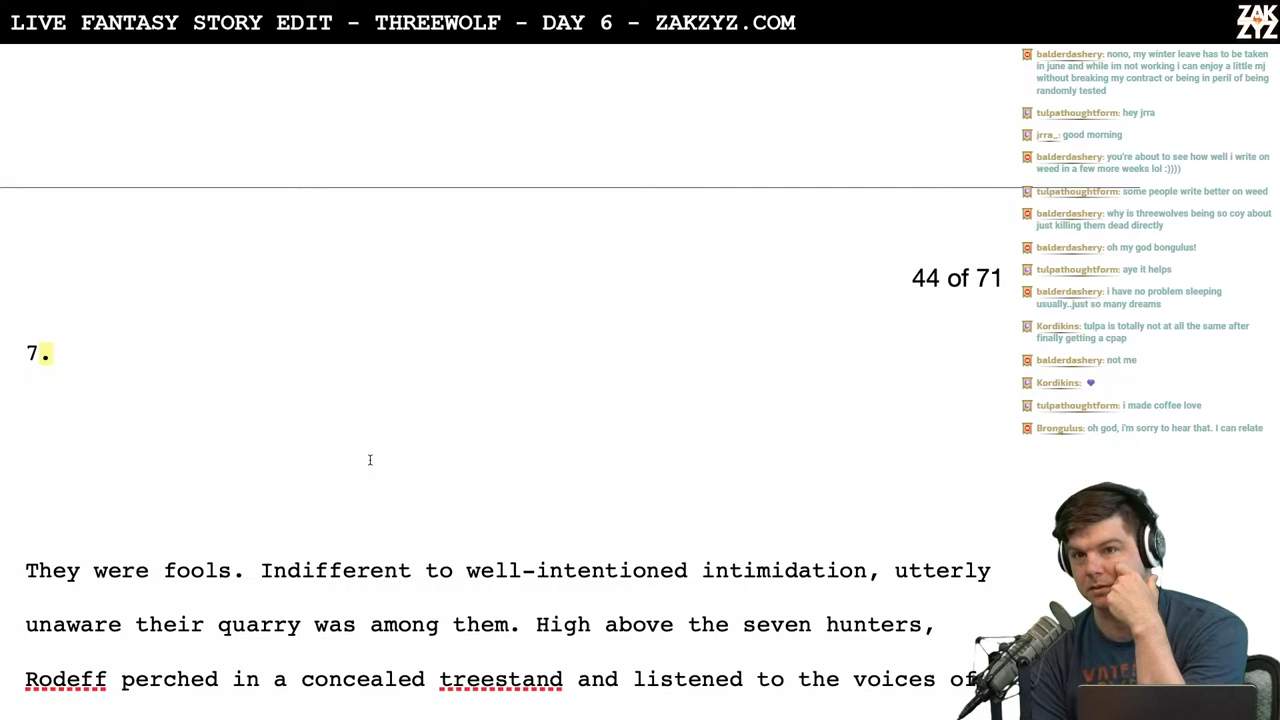 LIVE FANTASY STORY EDIT - THREEWOLF - DAY 6 - ZAKZYZ.COM
ZAK
ZYZ
balderdashery: nono, my winter leave has to be taken
in june and while im not working i can enjoy a little mj
without breaking my contract or being in peril of being
randomly tested
tulpathoughtform: hey jrra
jrra_: good morning
balderdashery: you're about to see how well i write on
weed in a few more weeks lol :))))
tulpathoughtform: some people write better on weed
balderdashery: why is threewolves being so coy about
just killing them dead directly
balderdashery: oh my god bongulus!
tulpathoughtform: aye it helps
balderdashery: i have no problem sleeping
usually..just so many dreams
Kordikins: tulpa is totally not at all the same after
finally getting a cpap
balderdashery: not me
Kordikins: 💜
tulpathoughtform: i made coffee love
Brongulus: oh god, i'm sorry to hear that. I can relate
44 of 71
7.
They were fools. Indifferent to well-intentioned intimidation, utterly
unaware their quarry was among them. High above the seven hunters,
Rodeff perched in a concealed treestand and listened to the voices of